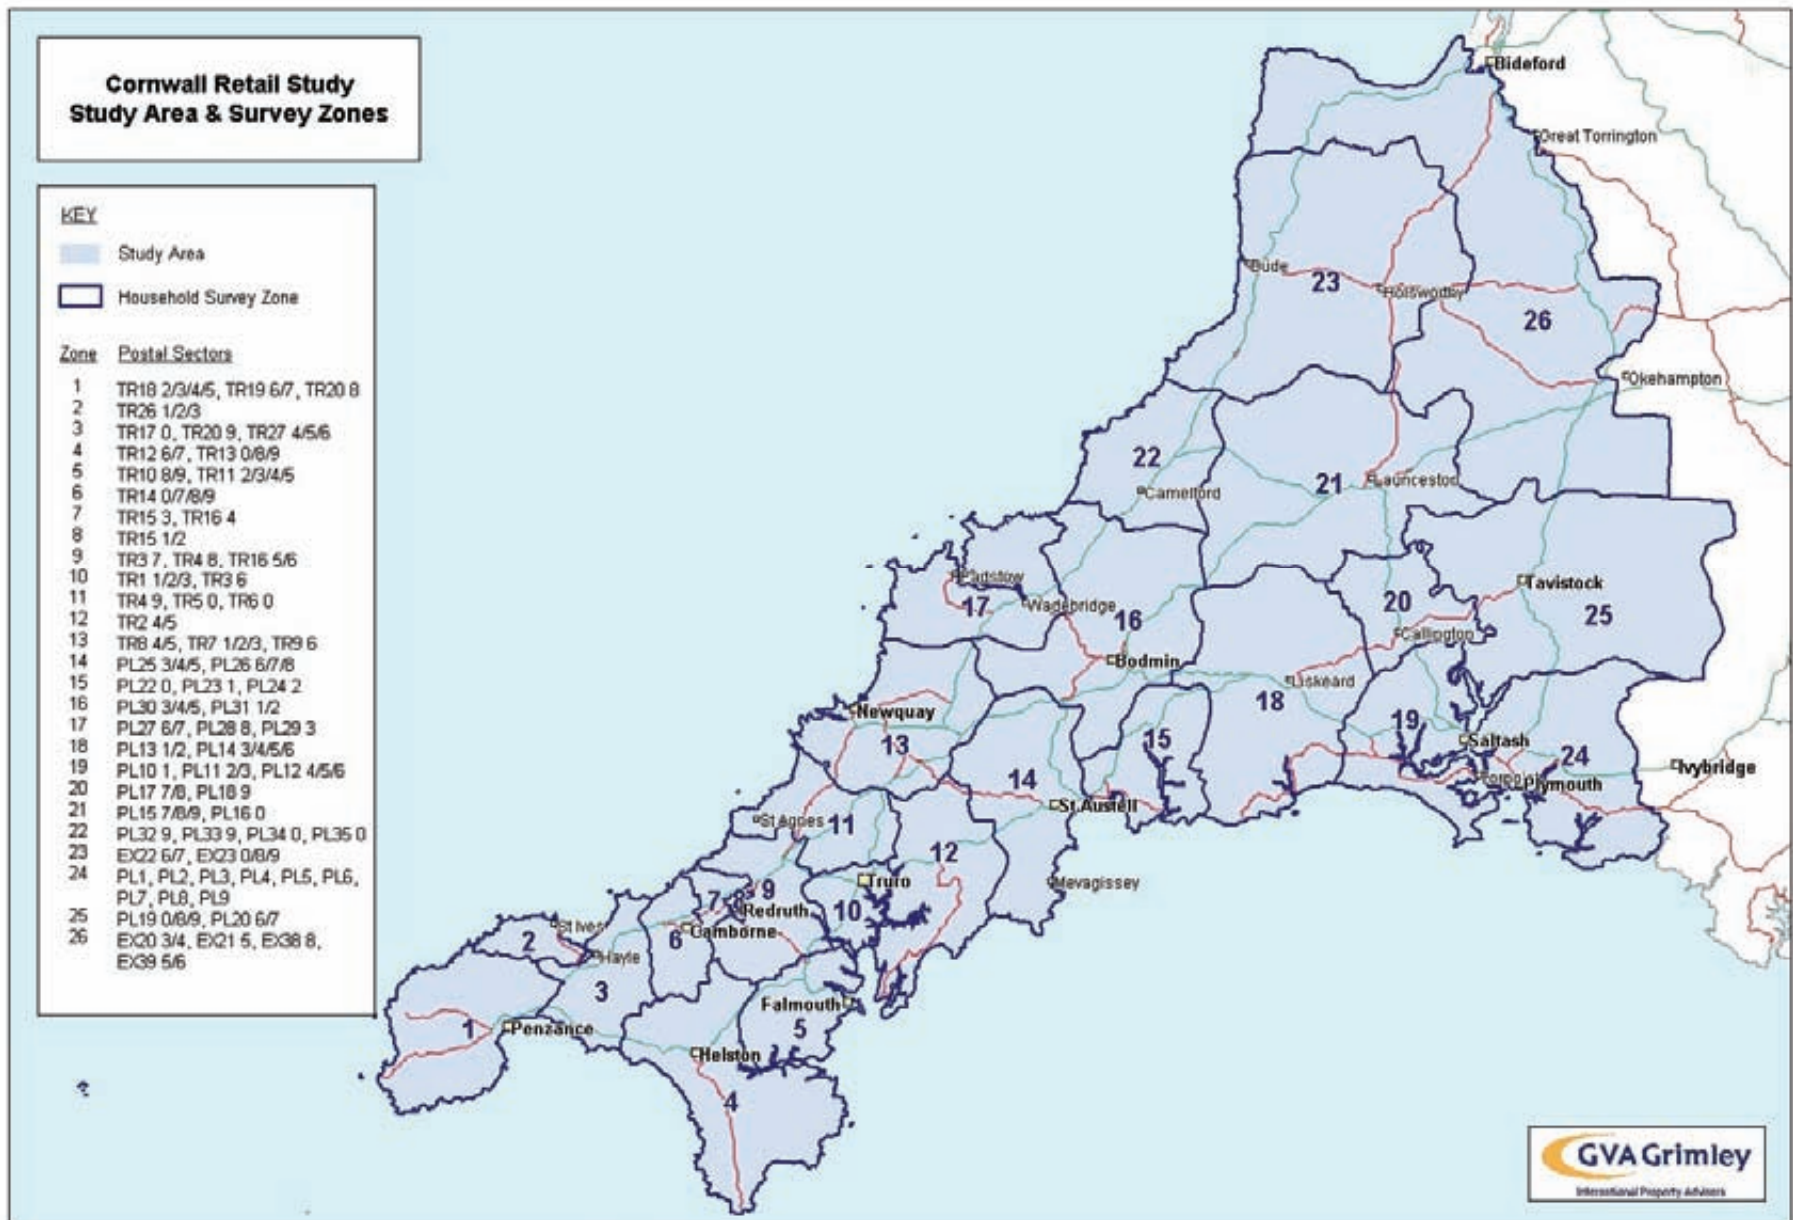 Cornwall Retail Study
Study Area & Survey Zones
KEY
Study Area
Household Survey Zone
Zone Postal Sectors
1 TR18 2/3/4/5, TR19 6/7, TR20 8
2 TR26 1/2/3
3 TR17 0, TR20 9, TR27 4/5/6
4 TR12 6/7, TR13 0/8/9
5 TR10 8/9, TR11 2/3/4/5
6 TR14 0/7/8/9
7 TR15 3, TR16 4
8 TR15 1/2
9 TR3 7, TR4 8, TR16 5/6
10 TR1 1/2/3, TR3 6
11 TR4 9, TR5 0, TR6 0
12 TR2 4/5
13 TR8 4/5, TR7 1/2/3, TR9 6
14 PL25 3/4/5, PL26 6/7/8
15 PL22 0, PL23 1, PL24 2
16 PL30 3/4/5, PL31 1/2
17 PL27 6/7, PL28 8, PL29 3
18 PL13 1/2, PL14 3/4/5/6
19 PL10 1, PL11 2/3, PL12 4/5/6
20 PL17 7/8, PL18 9
21 PL15 7/8/9, PL16 0
22 PL32 9, PL33 9, PL34 0, PL35 0
23 EX22 6/7, EX23 0/8/9
24 PL1, PL2, PL3, PL4, PL5, PL6,
PL7, PL8, PL9
25 PL19 0/8/9, PL20 6/7
26 EX20 3/4, EX21 5, EX38 8,
EX39 5/6
Bideford
Great Torrington
Bude
23
Holsworthy
26
Okehampton
22
Camelford
21
Launceston
Padstow
17
Wadebridge
16
Bodmin
Tavistock
20
25
Callington
Liskeard
18
Newquay
13
15
19
Saltash
24
Ivybridge
Torpoint
Plymouth
14
St Austell
St Agnes
11
12
Truro
Mevagissey
7
8
9
10
Redruth
Camborne
6
St Ives
2
Hayle
3
Falmouth
5
1
Penzance
Helston
4
GVA Grimley
International Property Advisers